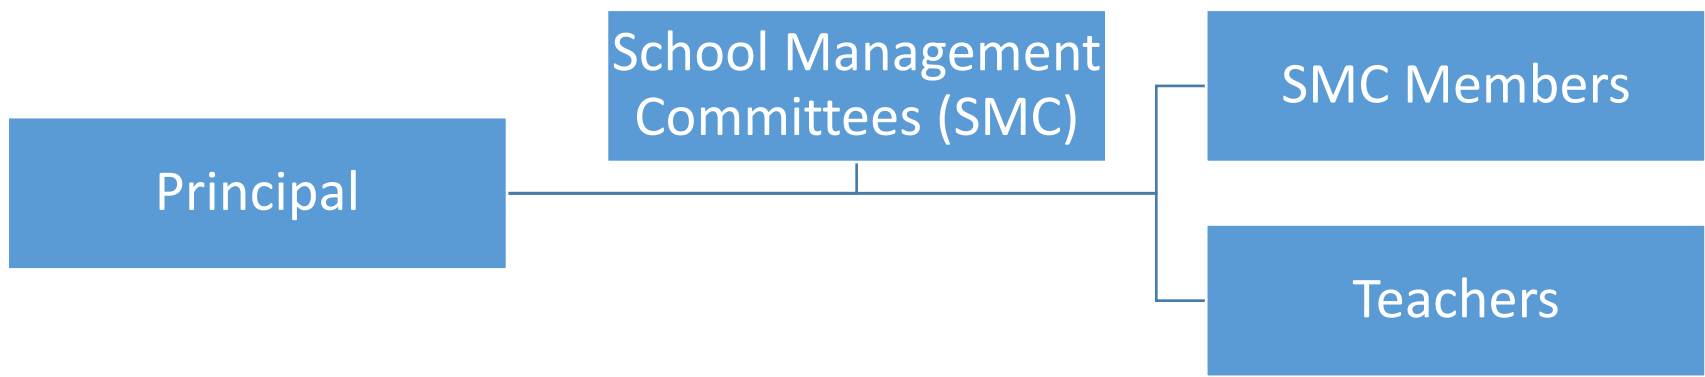 Principal
School Management
Committees (SMC)
SMC Members
Teachers